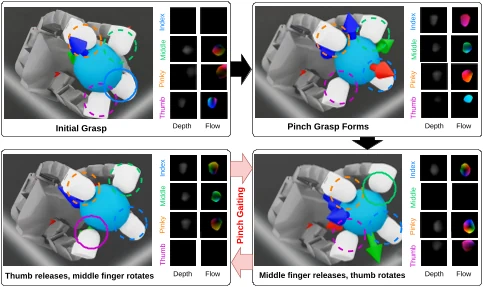 Index
Middle
Pinky
Thumb
Initial Grasp
Depth
Flow
Index
Middle
Pinky
Thumb
Pinch Grasp Forms
Depth
Flow
Index
Middle
Pinky
Thumb
Thumb releases, middle finger rotates
Depth
Flow
Pinch Gaiting
Index
Middle
Pinky
Thumb
Middle finger releases, thumb rotates
Depth
Flow